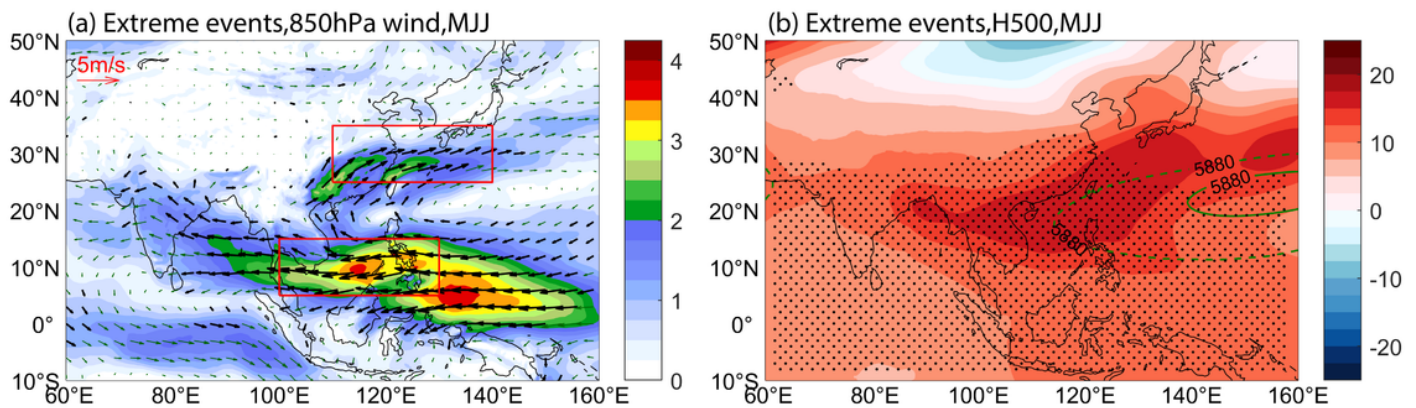 (a) Extreme events,850hPa wind,MJJ
50°N
40°N
30°N
20°N
10°N
0°
10°S
60°E
80°E
100°E
120°E
140°E
160°E
5m/s
4
3
2
1
0
(b) Extreme events,H500,MJJ
50°N
40°N
30°N
20°N
10°N
0°
10°S
60°E
80°E
100°E
120°E
140°E
160°E
5880
5880
5880
20
10
0
-10
-20